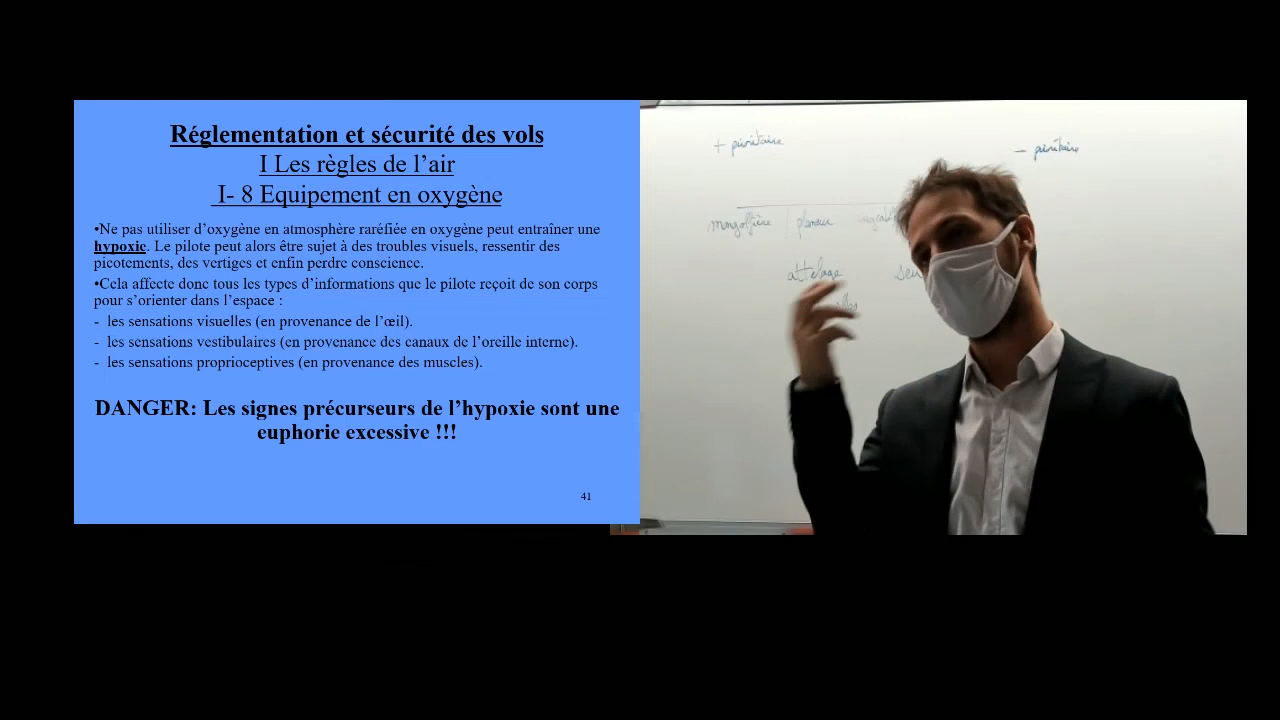 Réglementation et sécurité des vols
I Les règles de l’air
I- 8 Equipement en oxygène
•Ne pas utiliser d’oxygène en atmosphère raréfiée en oxygène peut entraîner une
hypoxie. Le pilote peut alors être sujet à des troubles visuels, ressentir des
picotements, des vertiges et enfin perdre conscience.
•Cela affecte donc tous les types d’informations que le pilote reçoit de son corps
pour s’orienter dans l’espace :
- les sensations visuelles (en provenance de l’œil).
- les sensations vestibulaires (en provenance des canaux de l’oreille interne).
- les sensations proprioceptives (en provenance des muscles).
DANGER: Les signes précurseurs de l’hypoxie sont une
euphorie excessive !!!
41
+ prioritaire
- prioritaire
mongolfière / planeur
attelage